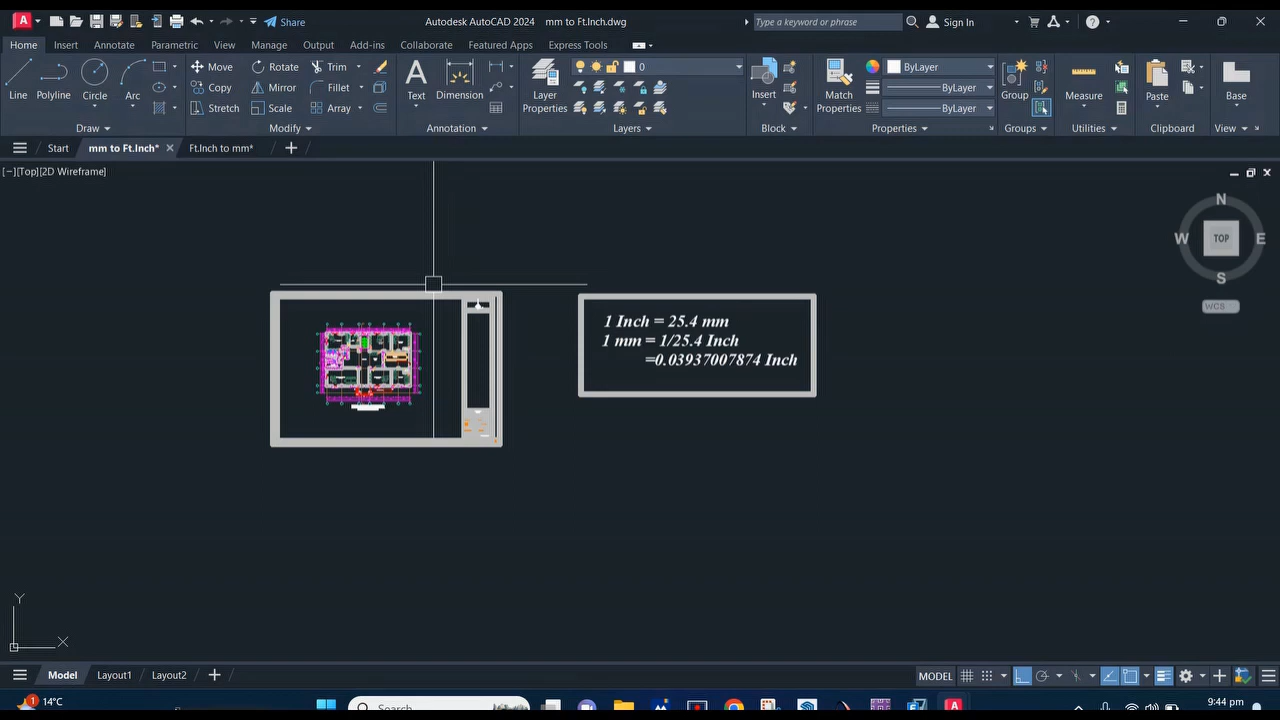 Share
Autodesk AutoCAD 2024 mm to Ft.Inch.dwg
Type a keyword or phrase
Sign In
Home Insert Annotate Parametric View Manage Output Add-ins Collaborate Featured Apps Express Tools
Line
Polyline
Circle
Arc
Move
Rotate
Trim
Copy
Mirror
Fillet
Stretch
Scale
Array
Text
Dimension
Layer
Properties
0
Insert
Match
Properties
ByLayer
ByLayer
ByLayer
Group
Measure
Paste
Base
Draw Modify Annotation Layers Block Properties Groups Utilities Clipboard View
Start mm to Ft.Inch* Ft.Inch to mm*
[−][Top][2D Wireframe]
N
W TOP E
S
WCS
1 Inch = 25.4 mm
1 mm = 1/25.4 Inch
=0.03937007874 Inch
Y
X
Model Layout1 Layout2
MODEL
1
14°C
Search
9:44 pm